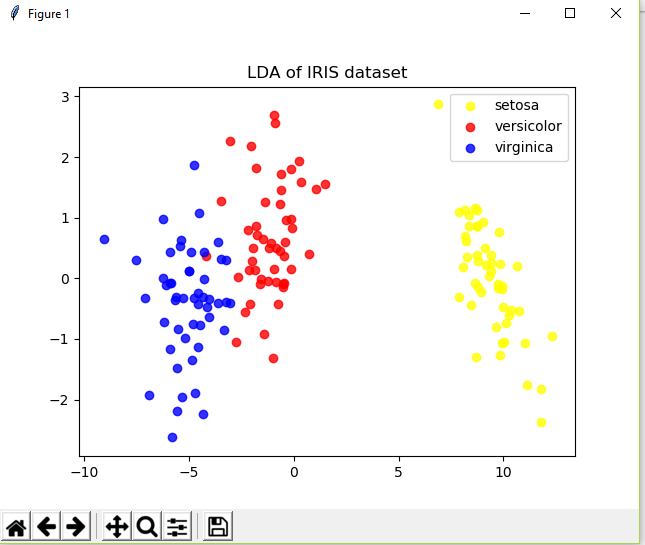 Figure 1
LDA of IRIS dataset
setosa
versicolor
virginica
3
2
1
0
−1
−2
−10
−5
0
5
10